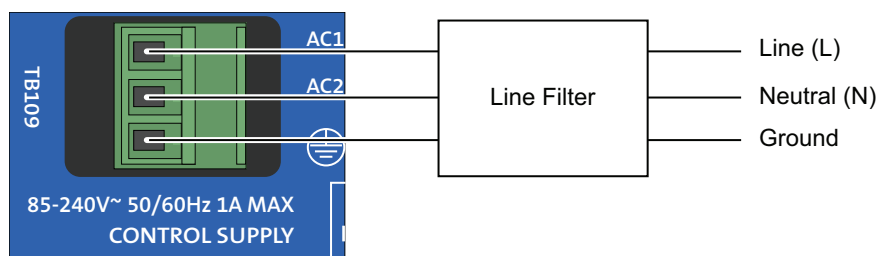 AC1
Line (L)
TB109
AC2
Line Filter
Neutral (N)
Ground
85-240V~ 50/60Hz 1A MAX
CONTROL SUPPLY